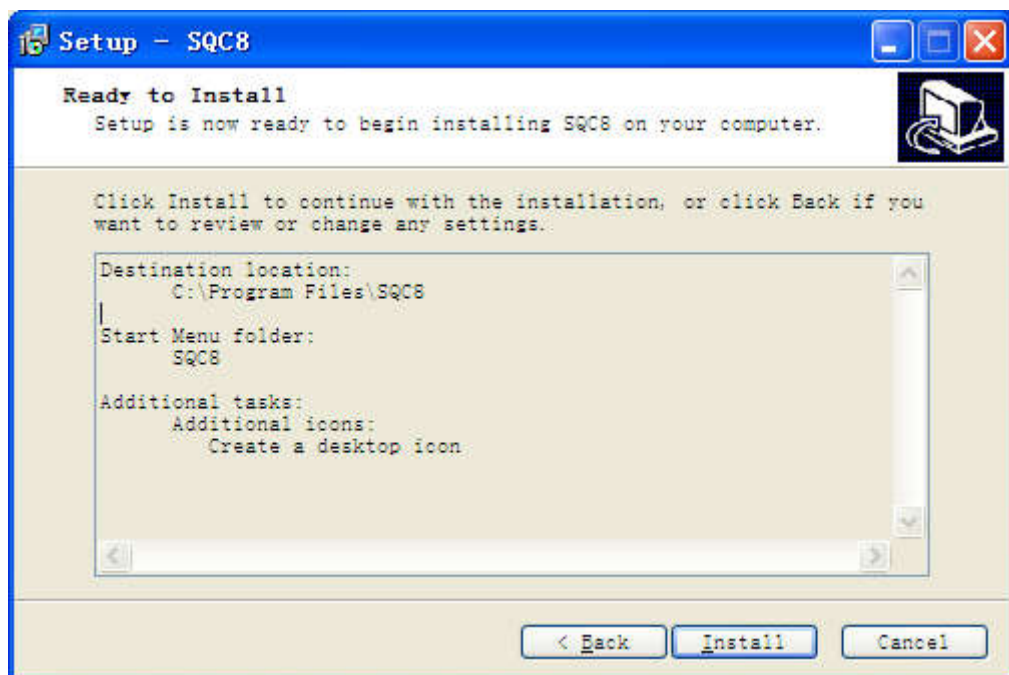 Setup - SQC8
Ready to Install
Setup is now ready to begin installing SQC8 on your computer.
Click Install to continue with the installation, or click Back if you
want to review or change any settings.
Destination location:
C:\Program Files\SQC8
Start Menu folder:
SQC8
Additional tasks:
Additional icons:
Create a desktop icon
< Back
Install
Cancel